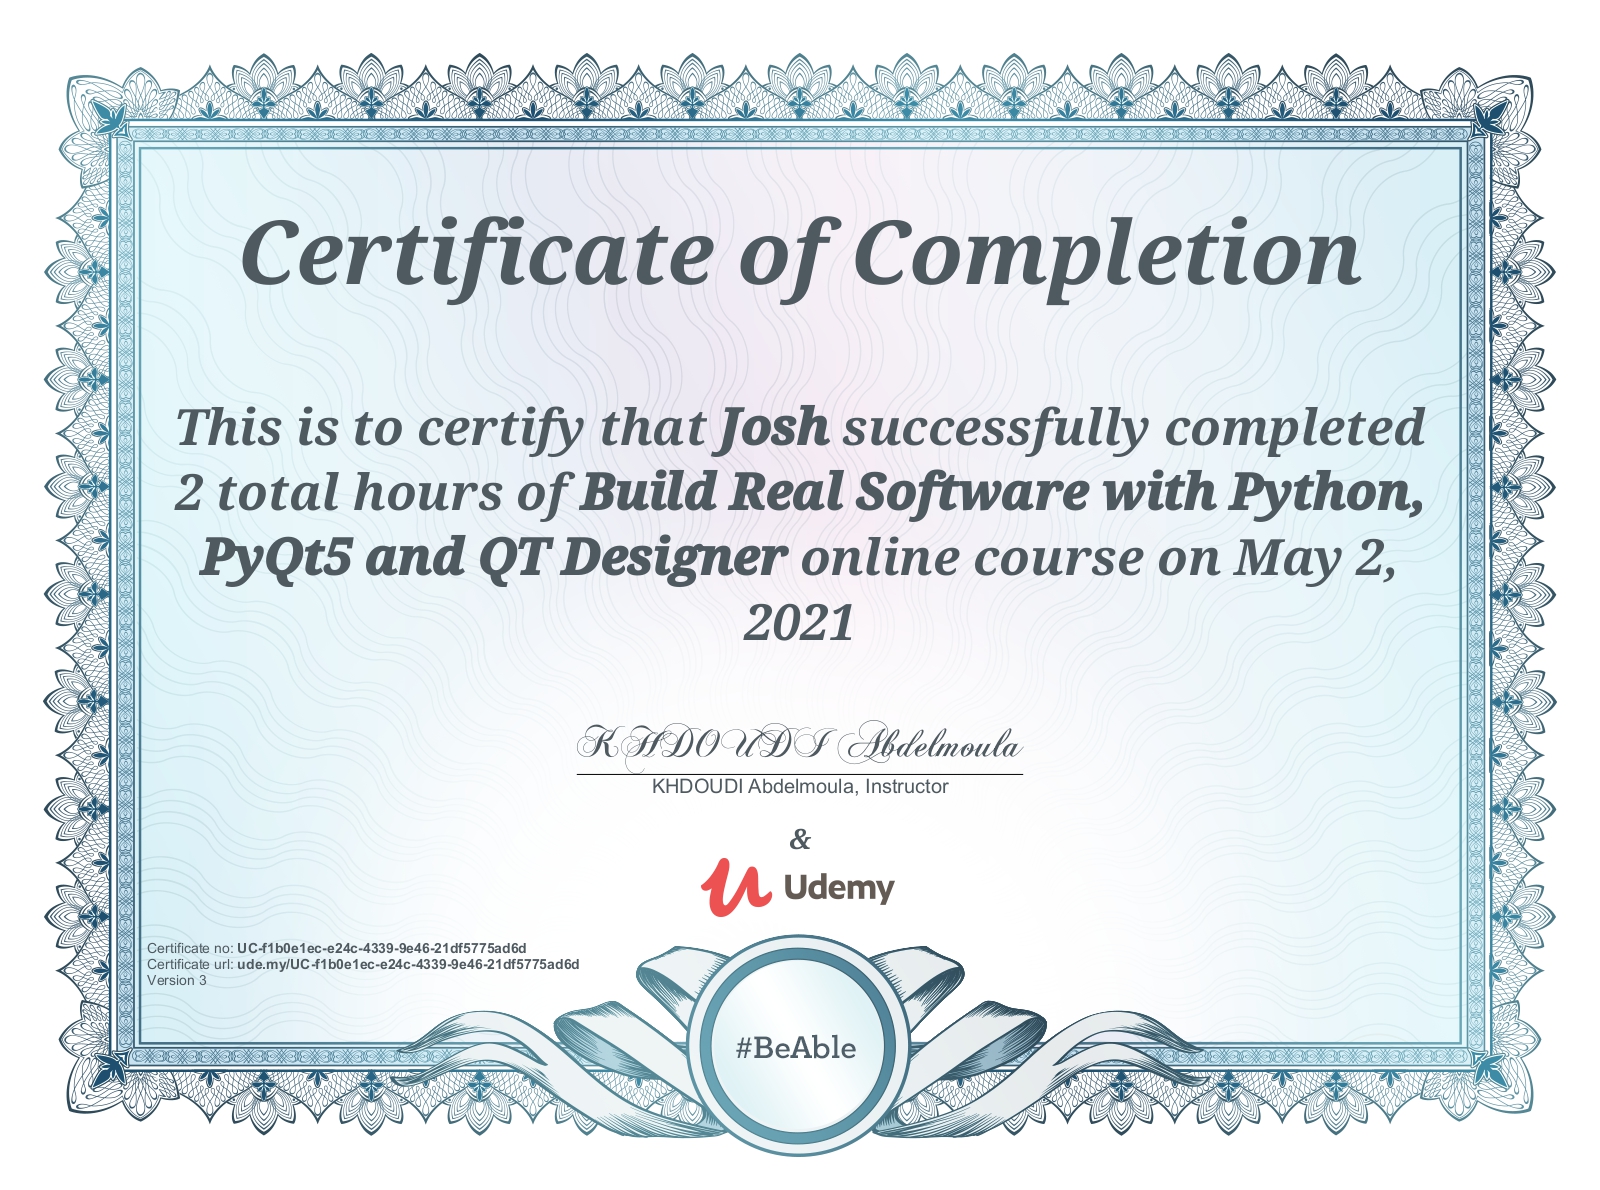 Certificate of Completion
This is to certify that Josh successfully completed
2 total hours of Build Real Software with Python,
PyQt5 and QT Designer online course on May 2,
2021
KHDOUDI Abdelmoula
KHDOUDI Abdelmoula, Instructor
&
Udemy
Certificate no: UC-f1b0e1ec-e24c-4339-9e46-21df5775ad6d
Certificate url: ude.my/UC-f1b0e1ec-e24c-4339-9e46-21df5775ad6d
Version 3
#BeAble